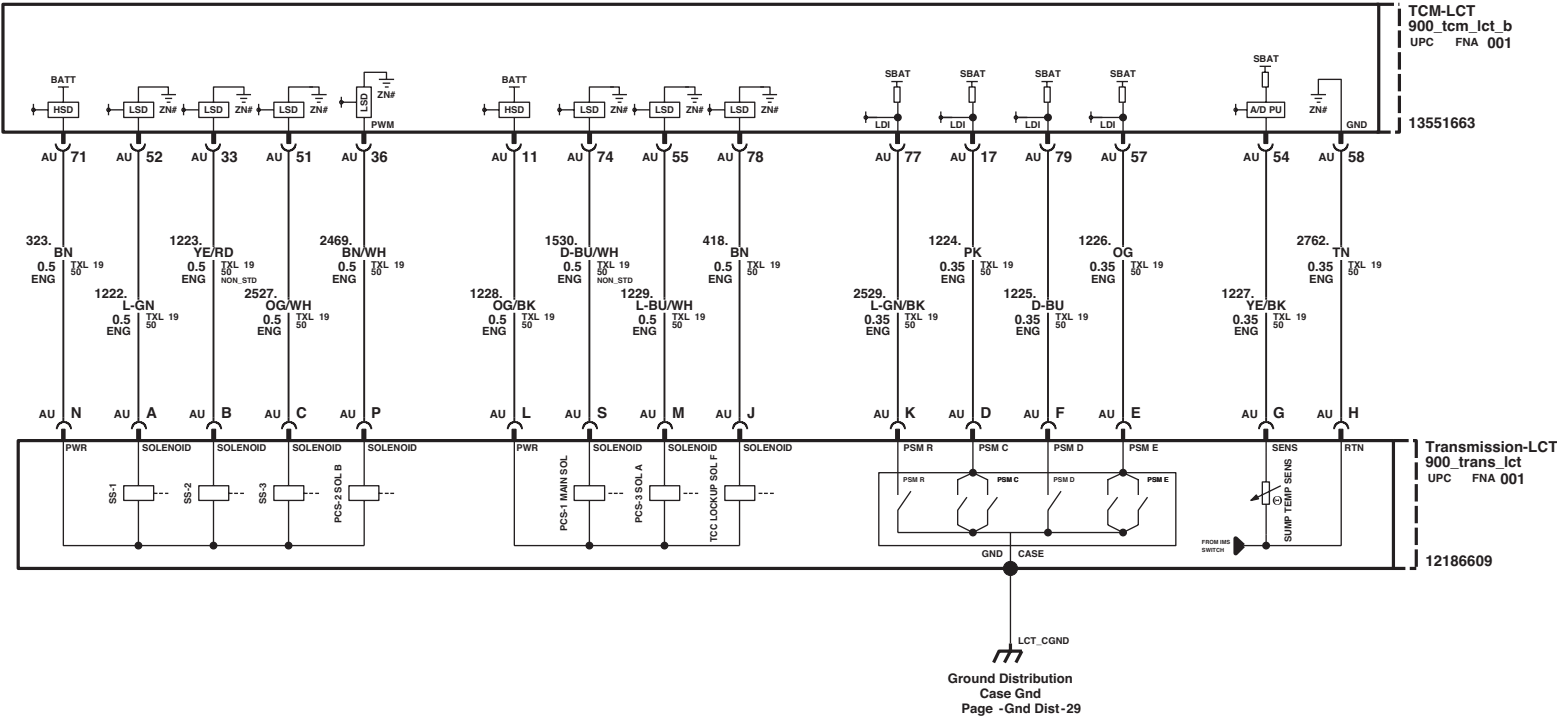 TCM-LCT
900_tcm_lct_b
UPC FNA 001
13551663
BATT BATT SBAT SBAT SBAT SBAT SBAT
HSD LSD ZN# LSD ZN# LSD ZN# LSD ZN# HSD LSD ZN# LSD ZN# LSD ZN# A/D PU ZN#
PWM LDI LDI LDI LDI GND
AU 71 AU 52 AU 33 AU 51 AU 36 AU 11 AU 74 AU 55 AU 78 AU 77 AU 17 AU 79 AU 57 AU 54 AU 58
323.
BN
0.5 TXL 19
50
ENG
1222.
L-GN
0.5 TXL 19
50
ENG
1223.
YE/RD
0.5 TXL 19
50
ENG NON_STD
2527.
OG/WH
0.5 TXL 19
50
ENG
2469.
BN/WH
0.5 TXL 19
50
ENG
1228.
OG/BK
0.5 TXL 19
50
ENG
1530.
D-BU/WH
0.5 TXL 19
50
ENG NON_STD
1229.
L-BU/WH
0.5 TXL 19
50
ENG
418.
BN
0.5 TXL 19
50
ENG
2529.
L-GN/BK
0.35 TXL 19
50
ENG
1224.
PK
0.35 TXL 19
50
ENG
1225.
D-BU
0.35 TXL 19
50
ENG
1226.
OG
0.35 TXL 19
50
ENG
1227.
YE/BK
0.35 TXL 19
50
ENG
2762.
TN
0.35 TXL 19
50
ENG
AU N AU A AU B AU C AU P AU L AU S AU M AU J AU K AU D AU F AU E AU G AU H
PWR SOLENOID SOLENOID SOLENOID SOLENOID PWR SOLENOID SOLENOID SOLENOID PSM R PSM C PSM D PSM E SENS RTN
SS-1
SS-2
SS-3
PCS-2 SOL B
PCS-1 MAIN SOL
PCS-3 SOL A
TCC LOCKUP SOL F
PSM R PSM C PSM D PSM E
(-)
SUMP TEMP SENS
FROM IMS
SWITCH
GND CASE
Transmission-LCT
900_trans_lct
UPC FNA 001
12186609
LCT_CGND
Ground Distribution
Case Gnd
Page -Gnd Dist-29